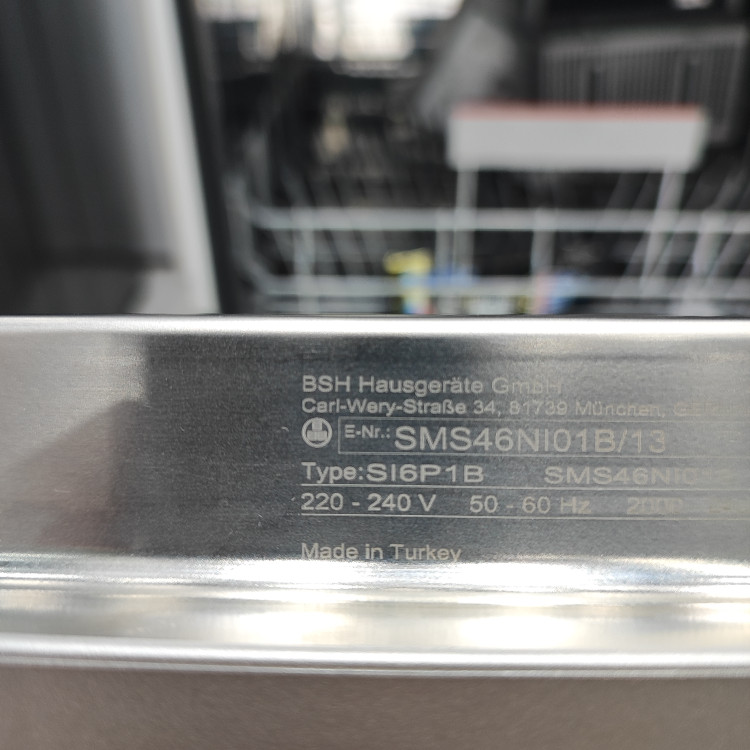 BSH Hausgeräte GmbH
Carl-Wery-Straße 34, 81739 München,
E-Nr.: SMS46NI01B/13
Type: SI6P1B SMS46NI01B
220 - 240 V 50 - 60 Hz
Made in Turkey